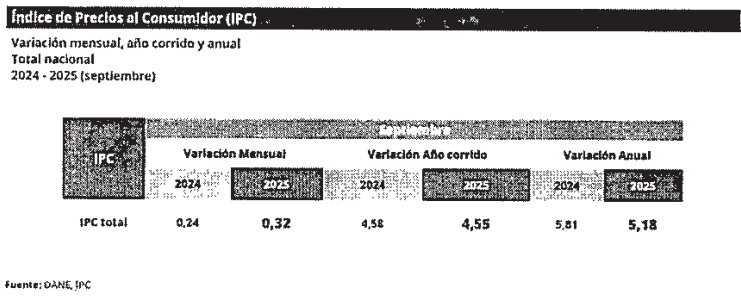 Índice de Precios al Consumidor (IPC)
Variación mensual, año corrido y anual
Total nacional
2024 - 2025 (septiembre)
Septiembre
IPC
Variación Mensual Variación Año corrido Variación Anual
2024 2025 2024 2025 2024 2025
IPC total 0,24 0,32 4,58 4,55 5,81 5,18
Fuente: DANE, IPC